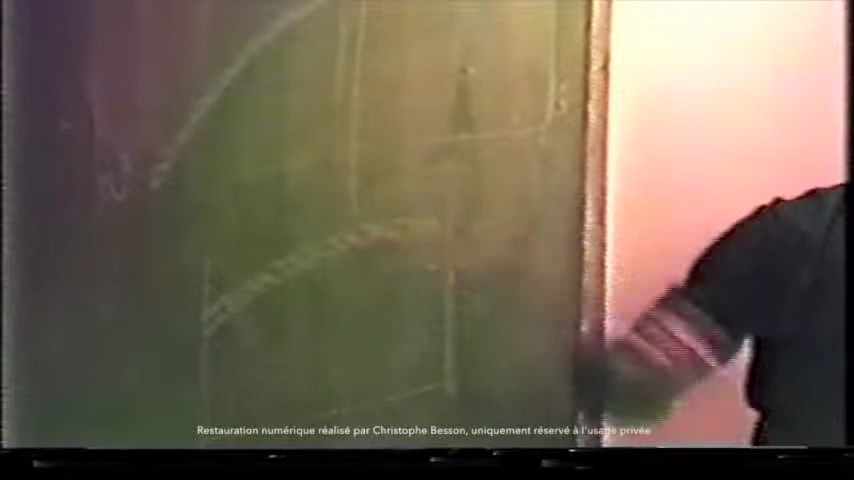 Restauration numérique réalisé par Christophe Besson, uniquement réservé à l'usage privée